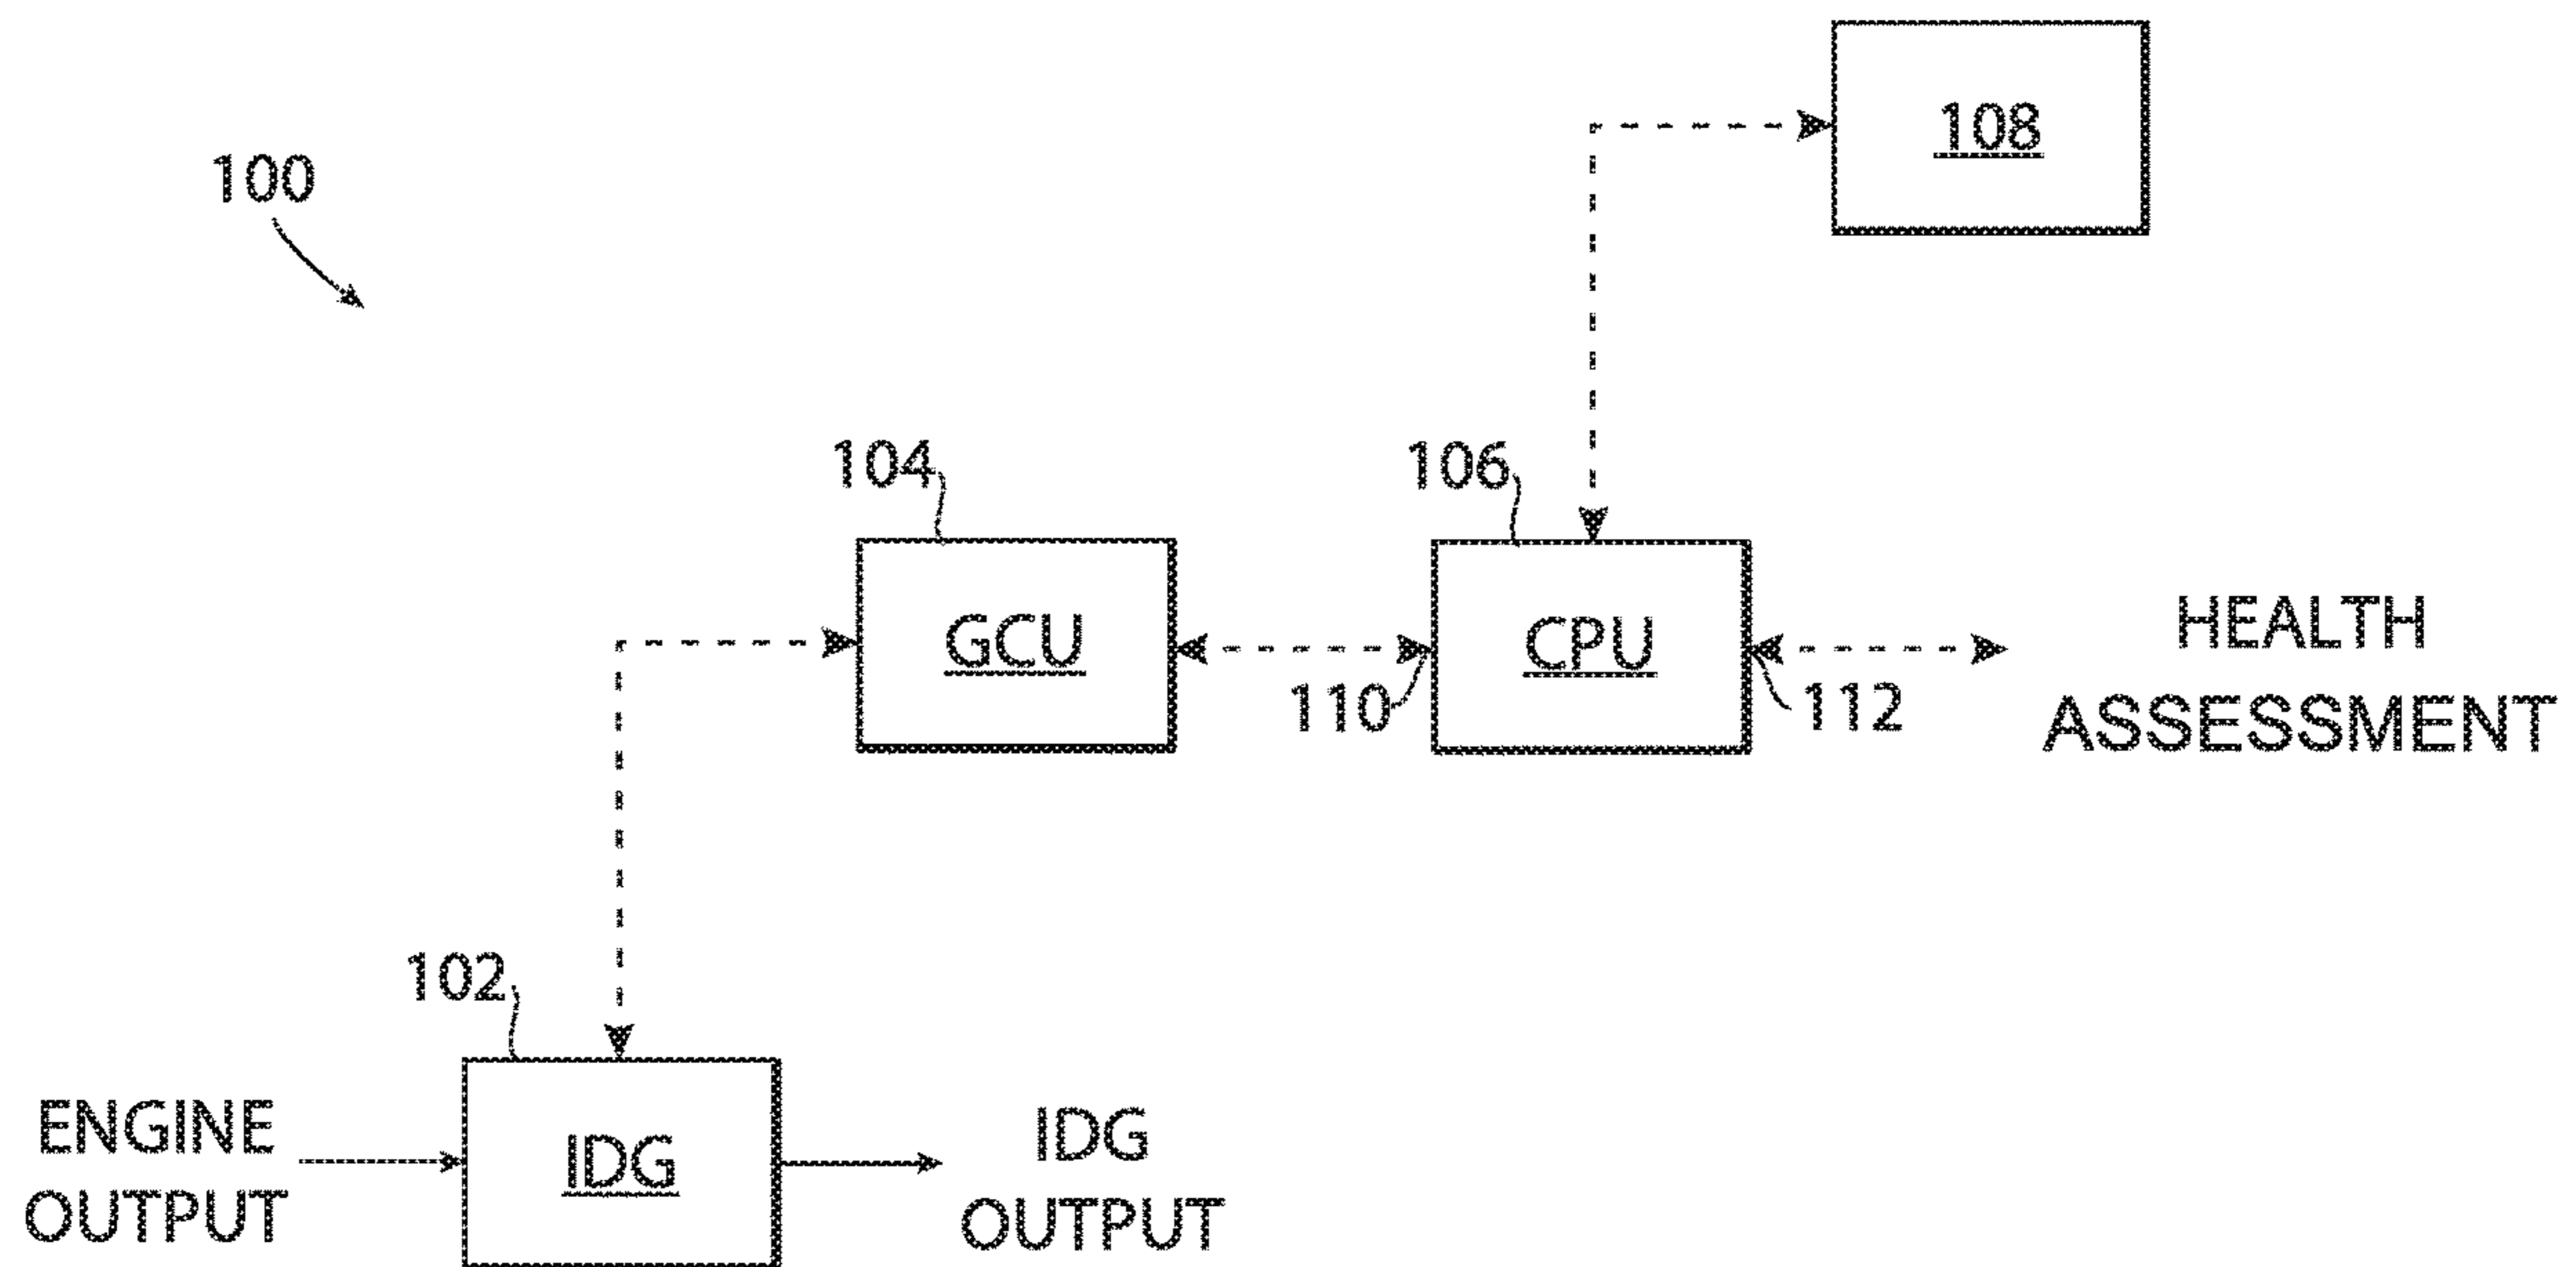 108
100
104
106
GCU
CPU
HEALTH
ASSESSMENT
110
112
102
ENGINE
OUTPUT
IDG
IDG
OUTPUT